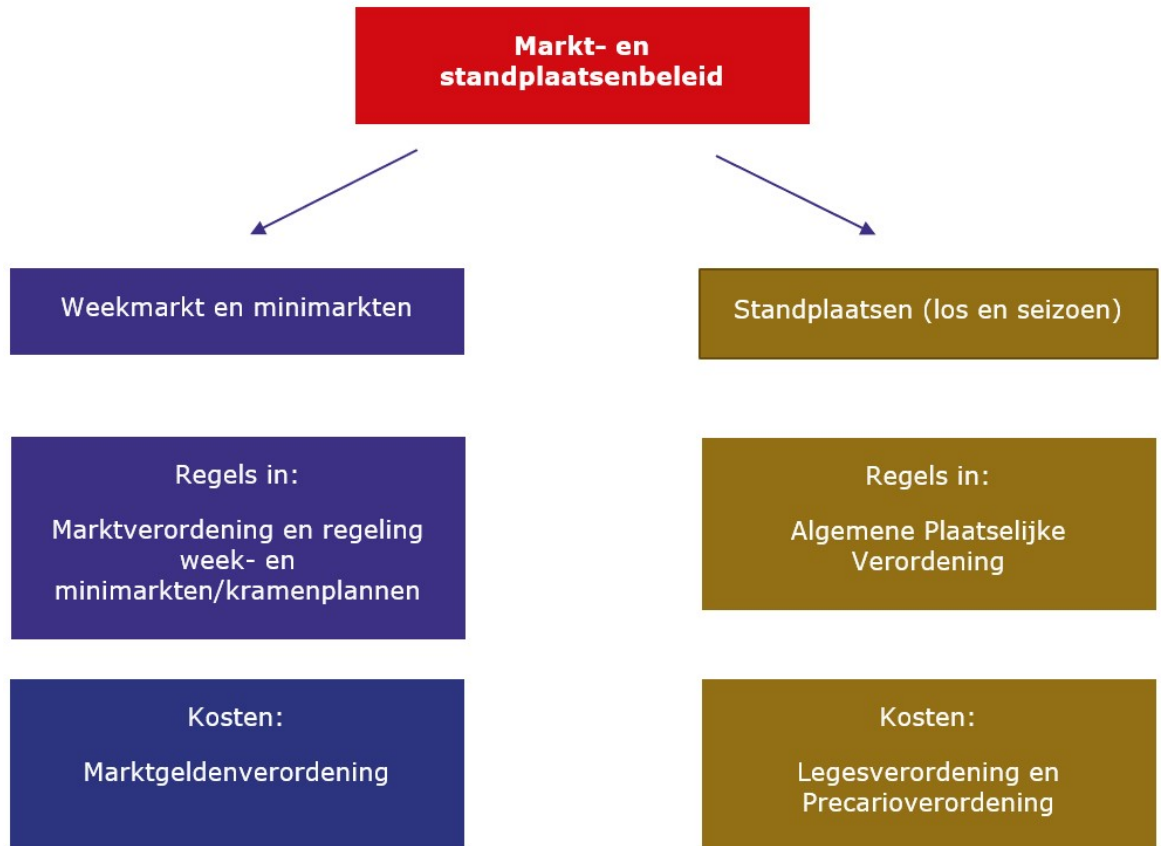 Markt- en
standplaatsenbeleid
Weekmarkt en minimarkten
Standplaatsen (los en seizoen)
Regels in:
Marktverordening en regeling
week- en
minimarkten/kramenplannen
Regels in:
Algemene Plaatselijke
Verordening
Kosten:
Marktgeldenverordening
Kosten:
Legesverordening en
Precarioverordening